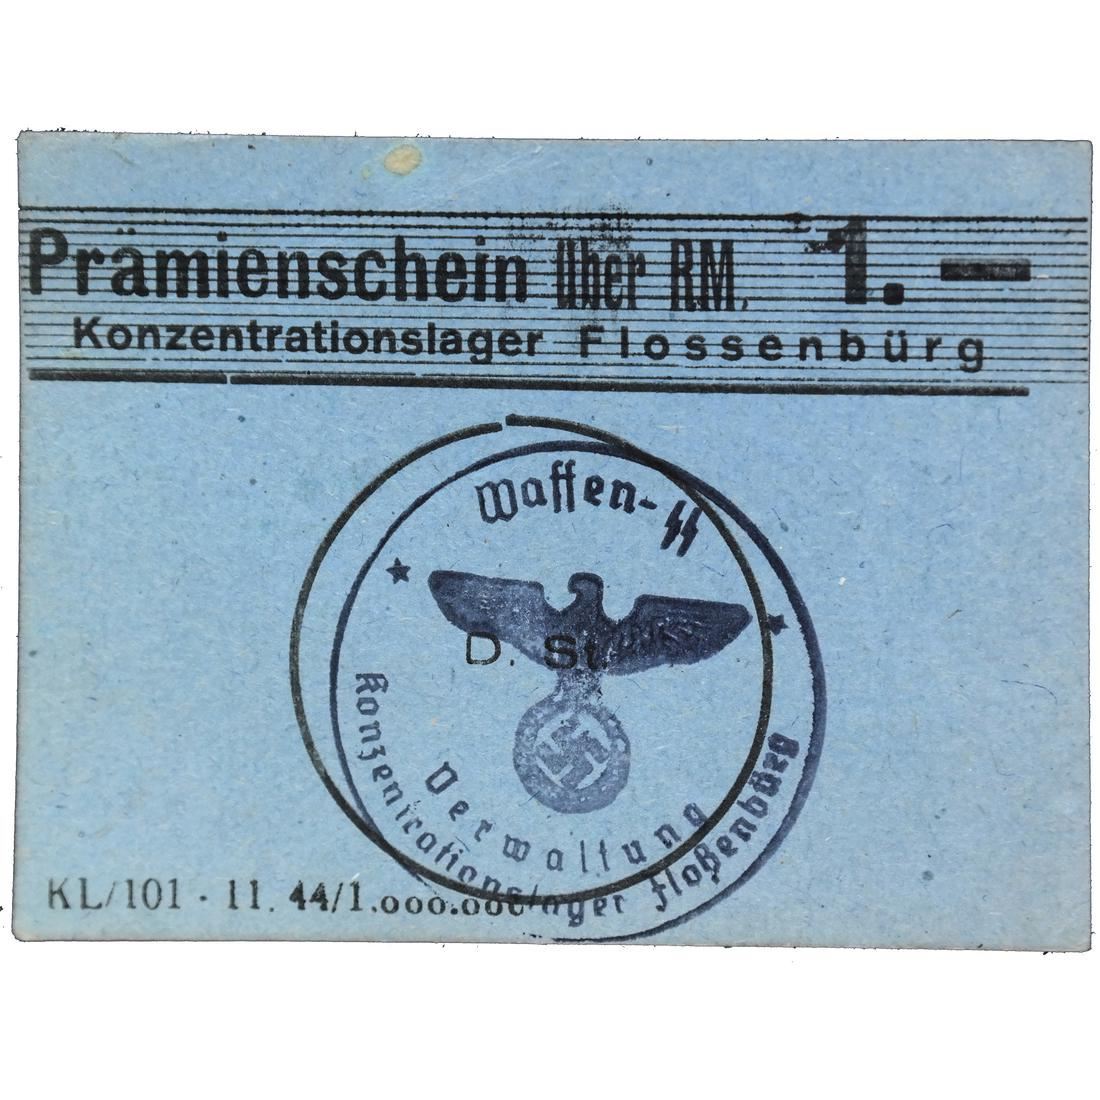 Prämienschein über RM. 1.—
Konzentrationslager Flossenbürg
Waffen-SS
D. St.
Verwaltung
Konzentrationslager Floßenbürg
KL/101 · 11. 44/1.000.000